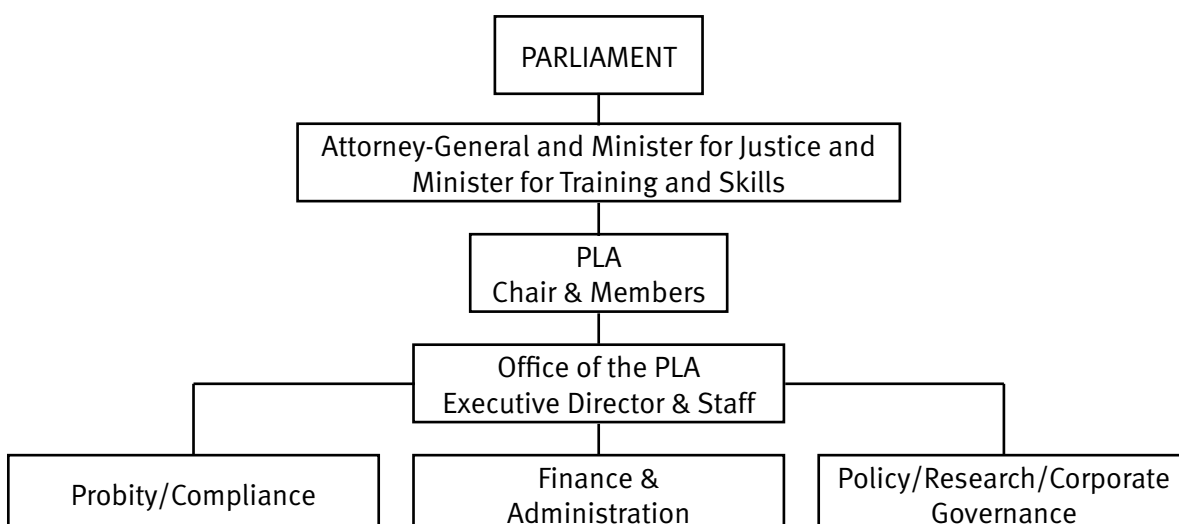 PARLIAMENT
Attorney-General and Minister for Justice and
Minister for Training and Skills
PLA
Chair & Members
Office of the PLA
Executive Director & Staff
Probity/Compliance
Finance &
Administration
Policy/Research/Corporate
Governance